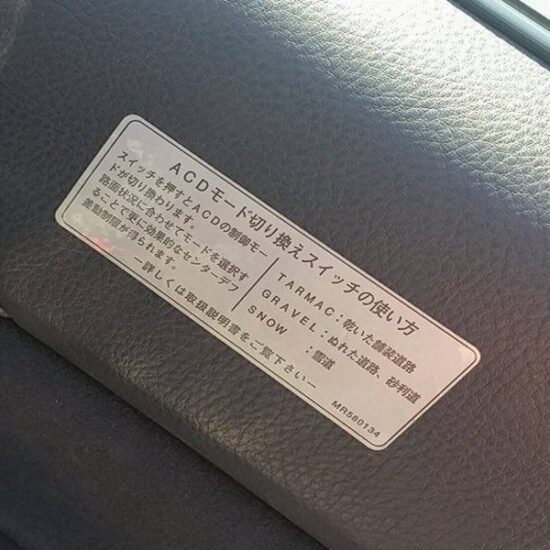 ACDモード切り換えスイッチの使い方
スイッチを押すとACDの制御モー
ドが切り換わります。
路面状況に合わせてモードを選択す
ることで更に効果的なセンターデフ
差動制限が得られます。
TARMAC：乾いた舗装道路
GRAVEL：ぬれた道路、砂利道
SNOW：雪道
ー詳しくは取扱説明書をご覧下さいー
MR580134